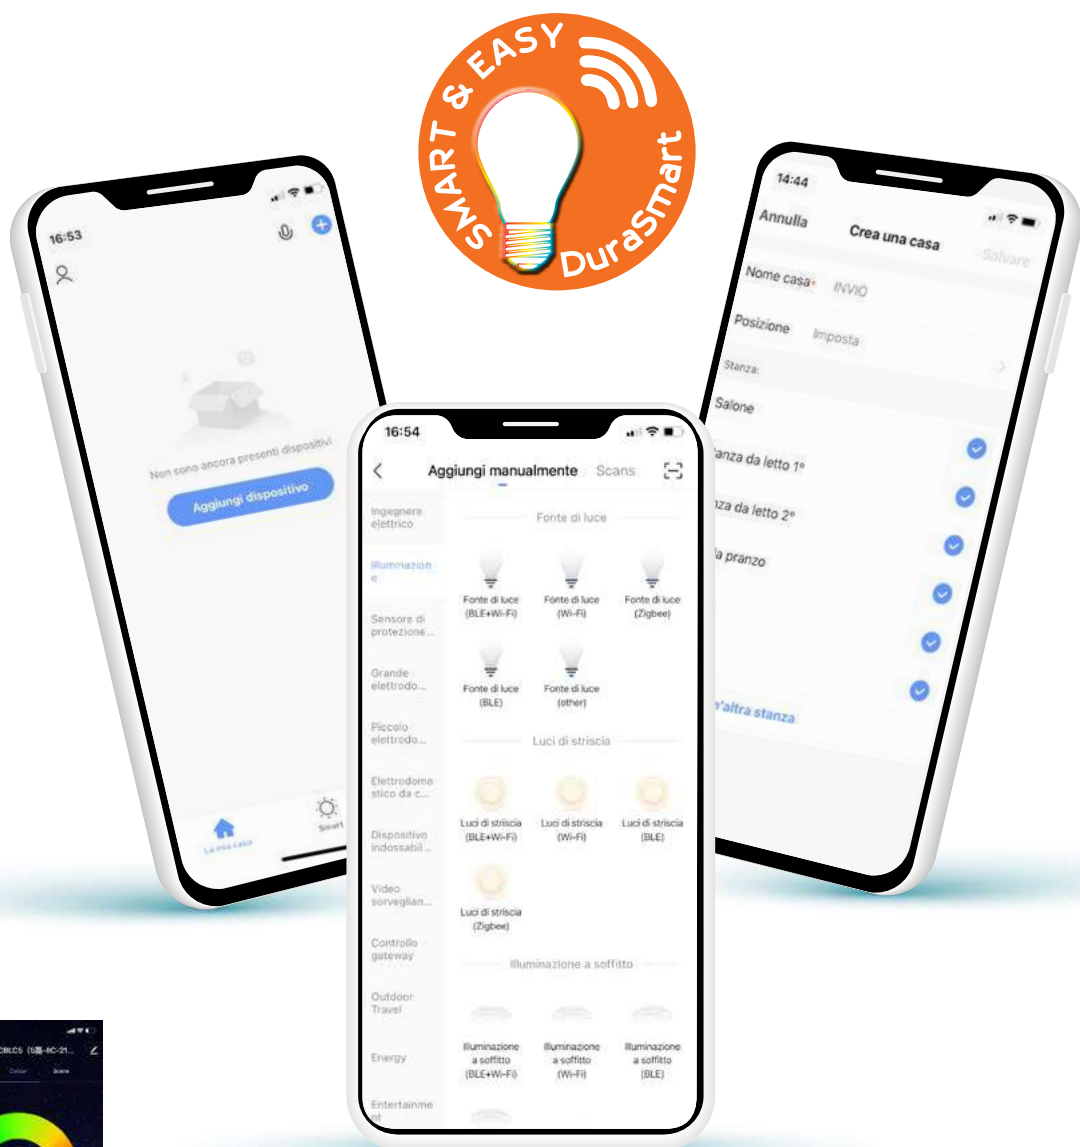 SMART & EASY
DuraSmart
16:53
Non sono ancora presenti dispositivi
Aggiungi dispositivo
La mia casa
Smart
14:44
Annulla
Crea una casa
Salvare
Nome casa*
INVIO
Posizione
Imposta
Stanza:
Salone
anza da letto 1°
nza da letto 2°
a pranzo
n'altra stanza
16:54
Aggiungi manualmente
Scans
Ingegnere
elettrico
Illuminazion
e
Sensore di
protezione...
Grande
elettrodo...
Piccolo
elettrodo...
Elettrodome
stico da c...
Dispositivo
indossabil...
Video
sorveglian...
Controllo
gateway
Outdoor
Travel
Energy
Entertainme
nt
Fonte di luce
Fonte di luce
(BLE+Wi-Fi)
Fonte di luce
(Wi-Fi)
Fonte di luce
(Zigbee)
Fonte di luce
(BLE)
Fonte di luce
(other)
Luci di striscia
Luci di striscia
(BLE+Wi-Fi)
Luci di striscia
(Wi-Fi)
Luci di striscia
(BLE)
Luci di striscia
(Zigbee)
Illuminazione a soffitto
Illuminazione
a soffitto
(BLE+Wi-Fi)
Illuminazione
a soffitto
(Wi-Fi)
Illuminazione
a soffitto
(BLE)
Colour
Scene